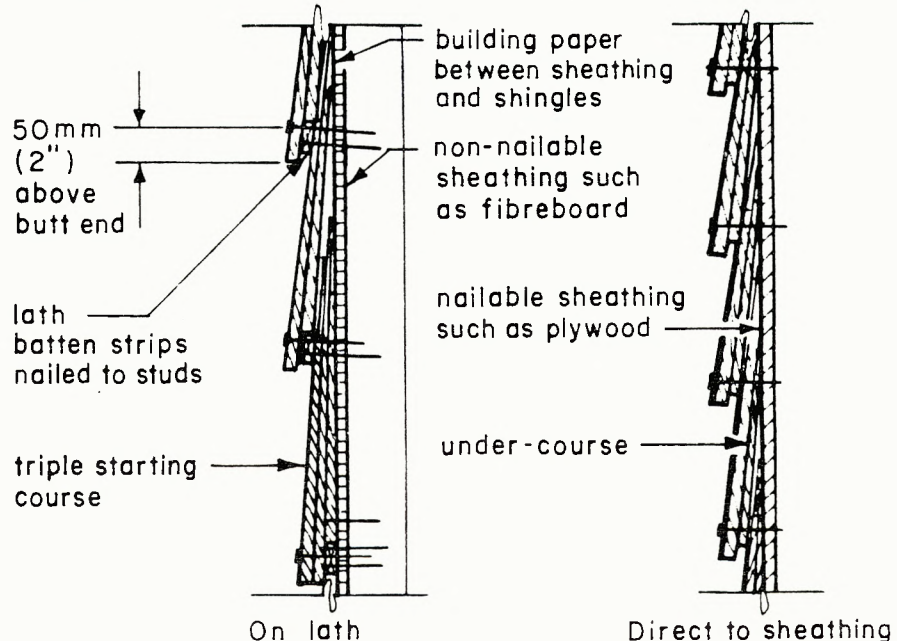 building paper
between sheathing
and shingles
50mm
(2")
above
butt end
non-nailable
sheathing such
as fibreboard
lath
batten strips
nailed to studs
nailable sheathing
such as plywood
triple starting
course
under-course
On lath
Direct to sheathing